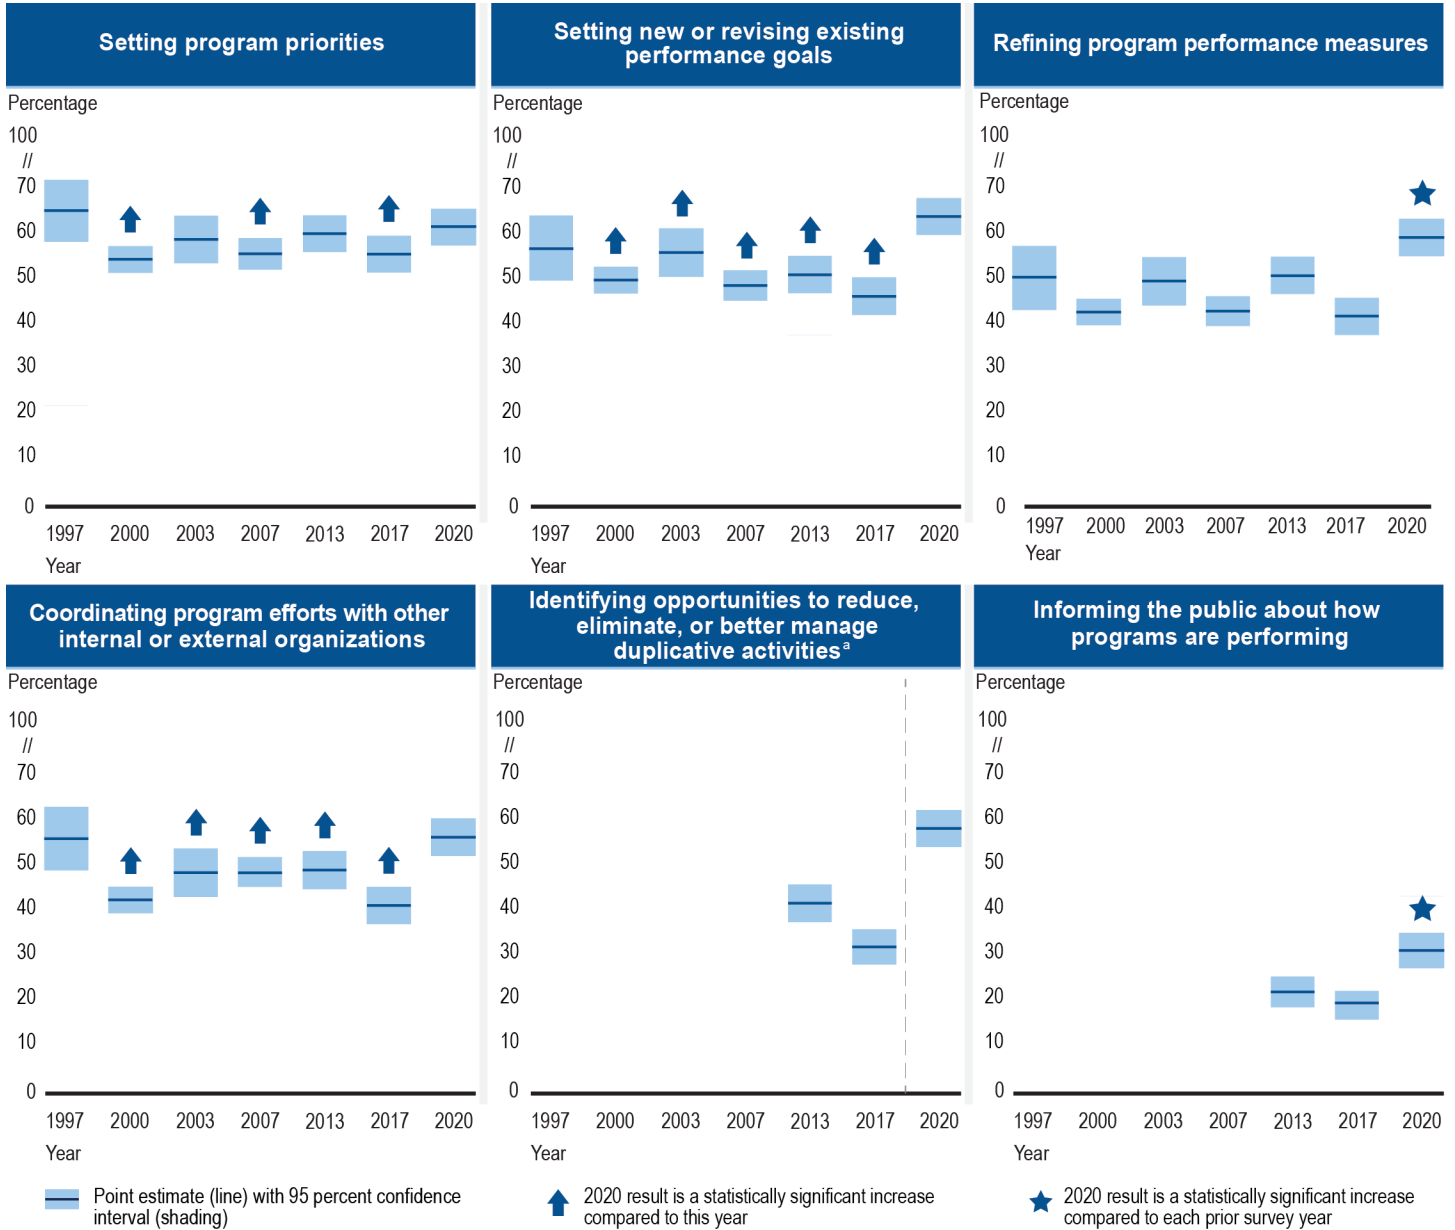 Setting program priorities
Percentage
100
//
70
60
50
40
30
20
10
0
1997 2000 2003 2007 2013 2017 2020
Year
Setting new or revising existing
performance goals
Percentage
100
//
70
60
50
40
30
20
10
0
1997 2000 2003 2007 2013 2017 2020
Year
Refining program performance measures
Percentage
100
//
70
60
50
40
30
20
10
0
1997 2000 2003 2007 2013 2017 2020
Year
Coordinating program efforts with other
internal or external organizations
Percentage
100
//
70
60
50
40
30
20
10
0
1997 2000 2003 2007 2013 2017 2020
Year
Identifying opportunities to reduce,
eliminate, or better manage
duplicative activitiesa
Percentage
100
//
70
60
50
40
30
20
10
0
1997 2000 2003 2007 2013 2017 2020
Year
Informing the public about how
programs are performing
Percentage
100
//
70
60
50
40
30
20
10
0
1997 2000 2003 2007 2013 2017 2020
Year
Point estimate (line) with 95 percent confidence
interval (shading)
2020 result is a statistically significant increase
compared to this year
2020 result is a statistically significant increase
compared to each prior survey year